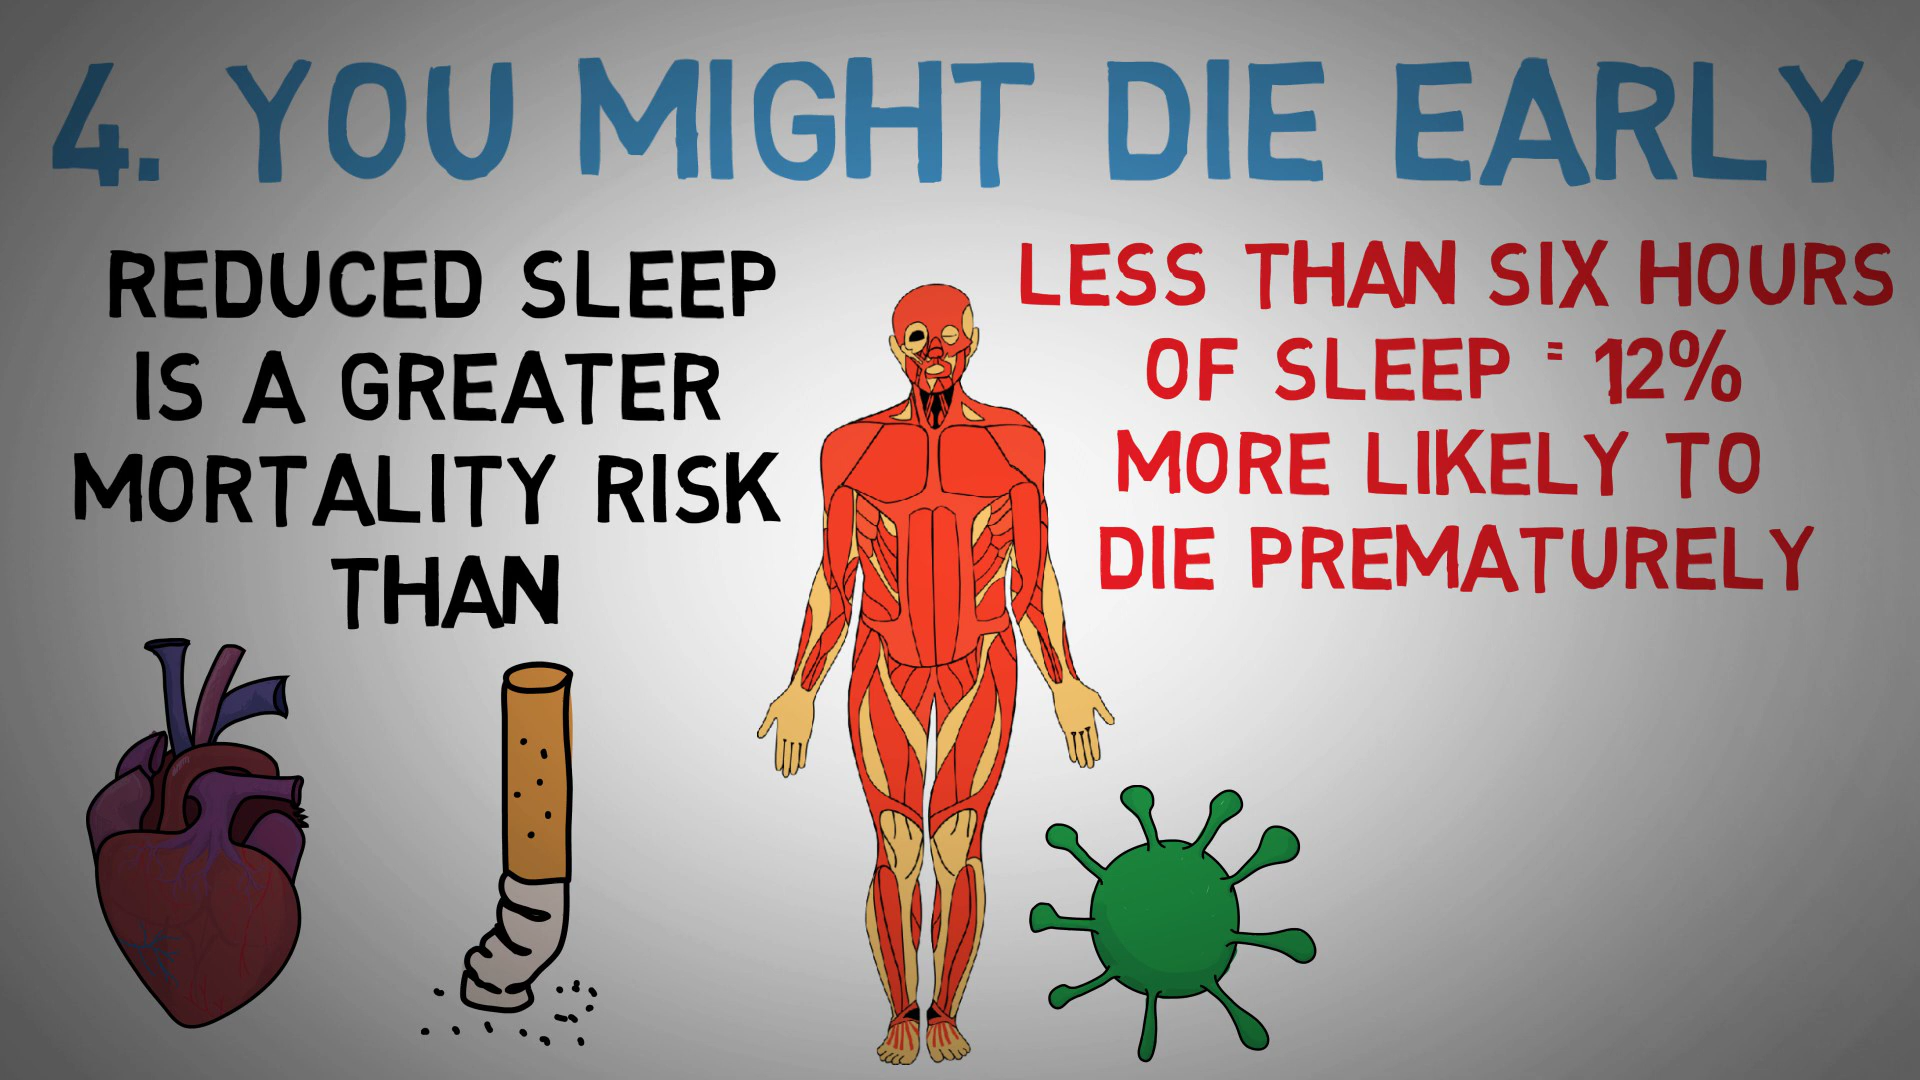 4. YOU MIGHT DIE EARLY
REDUCED SLEEP
IS A GREATER
MORTALITY RISK
THAN
LESS THAN SIX HOURS
OF SLEEP = 12%
MORE LIKELY TO
DIE PREMATURELY